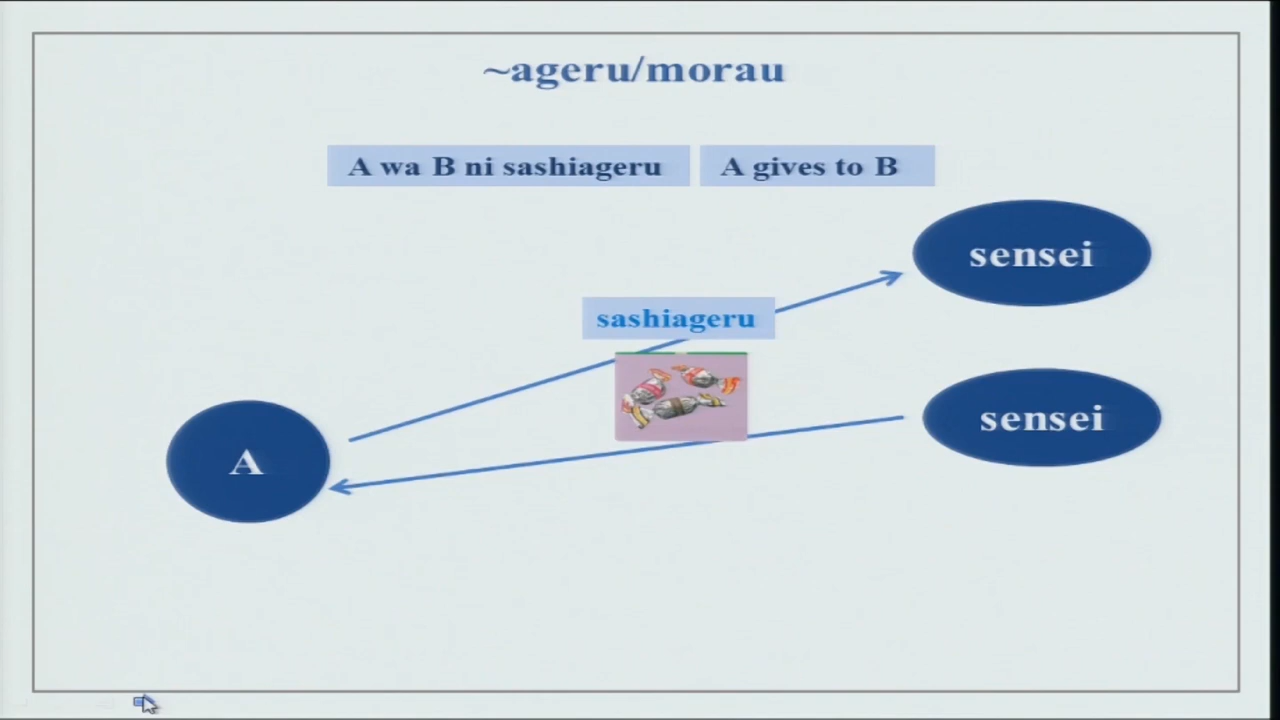 ~ageru/morau
A wa B ni sashiageru
A gives to B
sensei
sashiageru
sensei
A